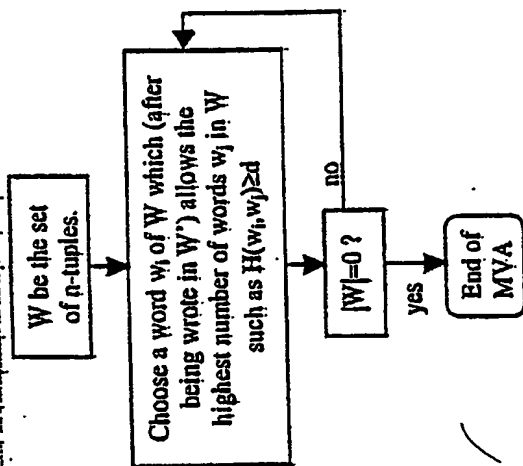 W be the set
of n-tuples.
Choose a word wᵢ of W which (after
being wrote in W') allows the
highest number of words wⱼ in W
such as H(wᵢ,wⱼ)≥d
no
|W|=0 ?
yes
End of
MVA